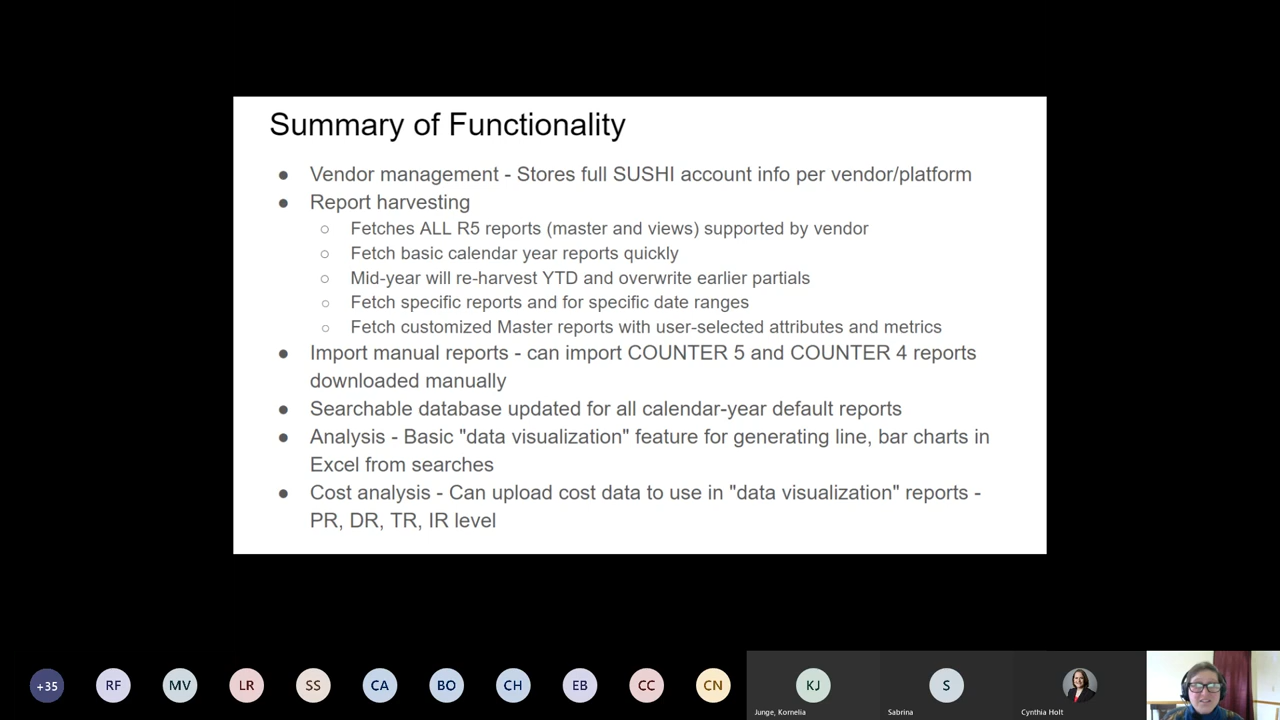 Summary of Functionality
● Vendor management - Stores full SUSHI account info per vendor/platform
● Report harvesting
○ Fetches ALL R5 reports (master and views) supported by vendor
○ Fetch basic calendar year reports quickly
○ Mid-year will re-harvest YTD and overwrite earlier partials
○ Fetch specific reports and for specific date ranges
○ Fetch customized Master reports with user-selected attributes and metrics
● Import manual reports - can import COUNTER 5 and COUNTER 4 reports
downloaded manually
● Searchable database updated for all calendar-year default reports
● Analysis - Basic "data visualization" feature for generating line, bar charts in
Excel from searches
● Cost analysis - Can upload cost data to use in "data visualization" reports -
PR, DR, TR, IR level
+35 RF MV LR SS CA BO CH EB CC CN KJ S
Junge, Kornelia Sabrina Cynthia Holt